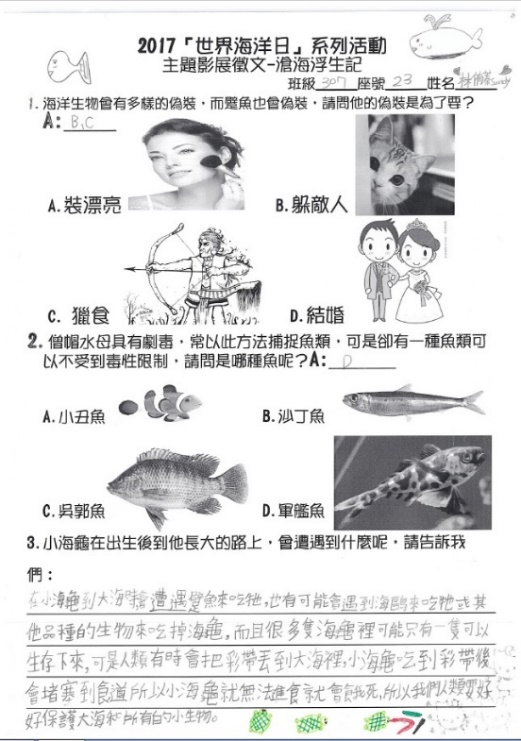 2017「世界海洋日」系列活動
主題影展徵文-滄海浮生記
班級 307 座號 23 姓名
1. 海洋生物會有多樣的偽裝，而鱟魚也會偽裝，請問他的偽裝是為了要?
A: B,C
A. 裝漂亮 B. 躲敵人
C. 獵食 D. 結婚
2. 僧帽水母具有劇毒，常以此方法捕捉魚類，可是卻有一種魚類可
以不受到毒性限制，請問是哪種魚呢?A: D
A. 小丑魚 B. 沙丁魚
C. 吳郭魚 D. 軍艦魚
3. 小海龜在出生後到他長大的路上，會遭遇到什麼呢，請告訴我
們：
在小海龜到大海時會遭遇鱟魚來吃牠,也有可能會遇到海鷗來吃牠或其
他品種的生物來吃掉海龜,而且很多隻海龜裡可能只有一隻可以
生存下來,可是人類有時會把彩帶丟到大海裡,小海龜吃到彩帶後
會堵塞到食道所以小海龜就無法進食就會餓死,所以我們人類要好
好保護大海和所有的小生物。